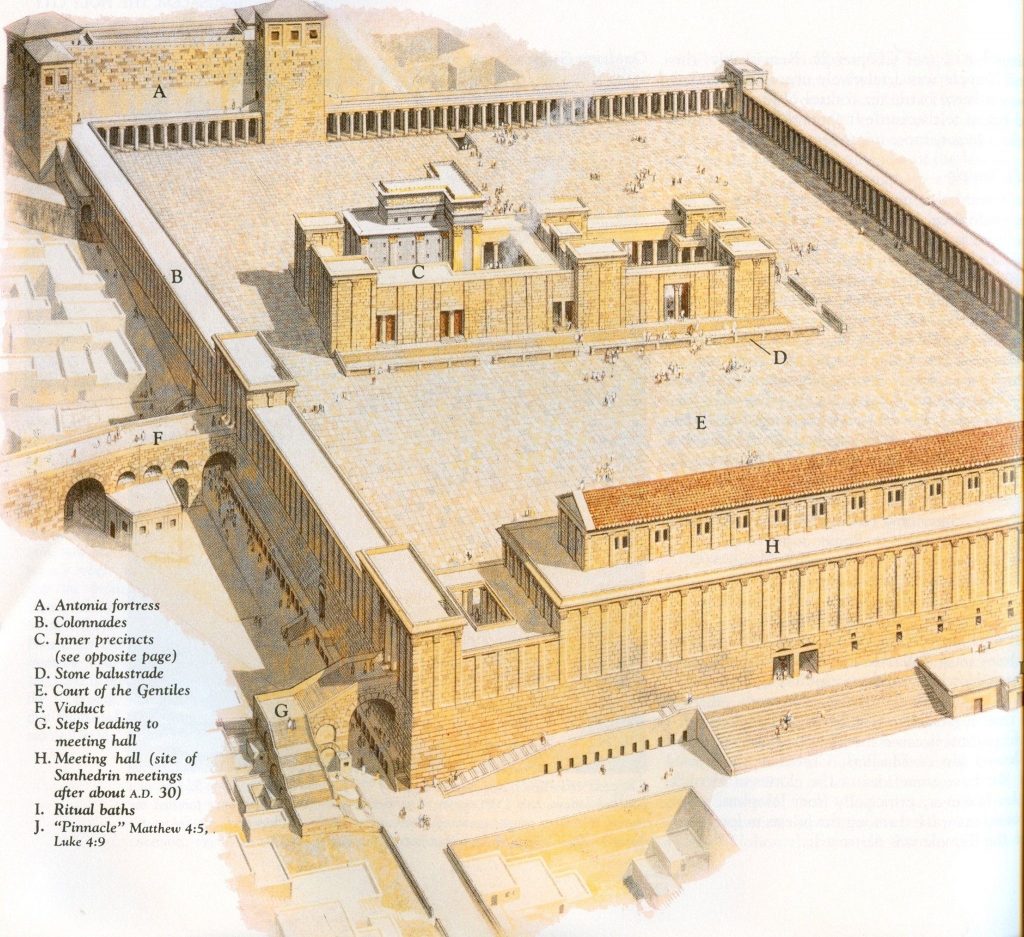 A
B
C
D
E
F
H
G
A. Antonia fortress
B. Colonnades
C. Inner precincts
(see opposite page)
D. Stone balustrade
E. Court of the Gentiles
F. Viaduct
G. Steps leading to
meeting hall
H. Meeting hall (site of
Sanhedrin meetings
after about A.D. 30)
I. Ritual baths
J. "Pinnacle" Matthew 4:5,
Luke 4:9